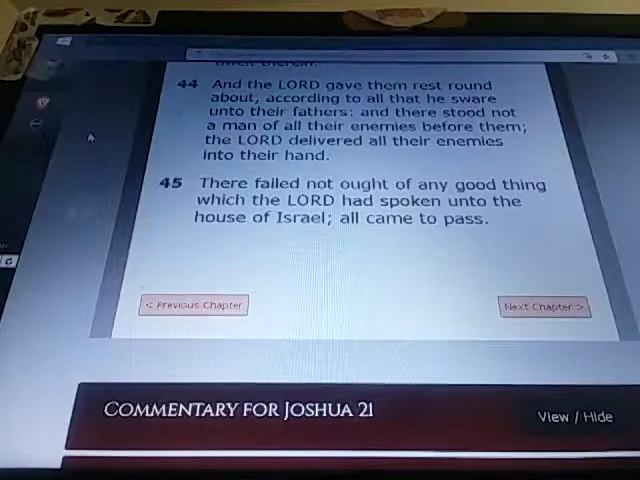 dwelt therein.
44 And the LORD gave them rest round
about, according to all that he sware
unto their fathers: and there stood not
a man of all their enemies before them;
the LORD delivered all their enemies
into their hand.
45 There failed not ought of any good thing
which the LORD had spoken unto the
house of Israel; all came to pass.
< Previous Chapter
Next Chapter >
Commentary for Joshua 21
View / Hide